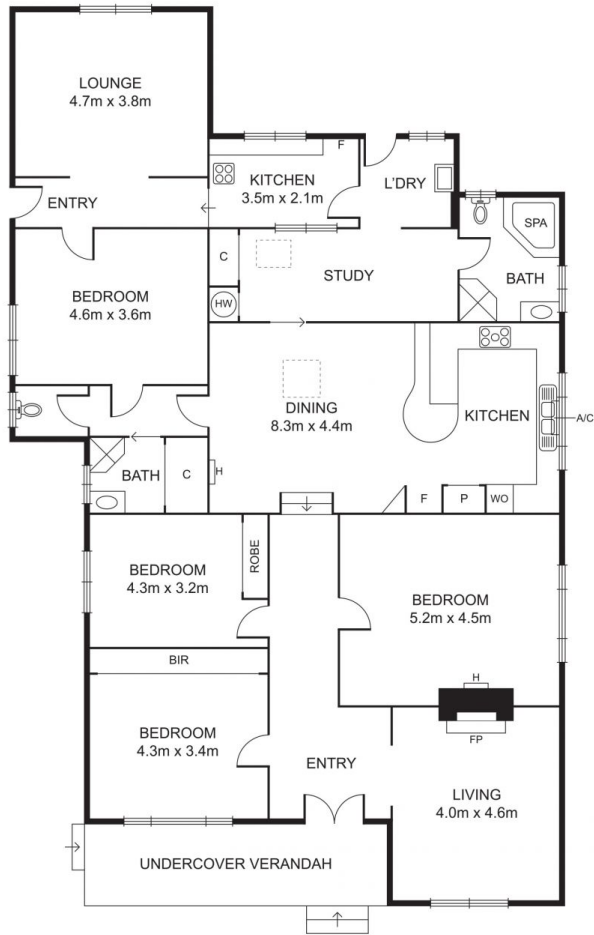 LOUNGE
4.7m x 3.8m
F
KITCHEN
3.5m x 2.1m
L'DRY
ENTRY
SPA
C
STUDY
BATH
BEDROOM
4.6m x 3.6m
HW
DINING
8.3m x 4.4m
KITCHEN
A/C
BATH
C
H
F
P
WO
BEDROOM
4.3m x 3.2m
ROBE
BEDROOM
5.2m x 4.5m
BIR
H
BEDROOM
4.3m x 3.4m
FP
ENTRY
LIVING
4.0m x 4.6m
UNDERCOVER VERANDAH